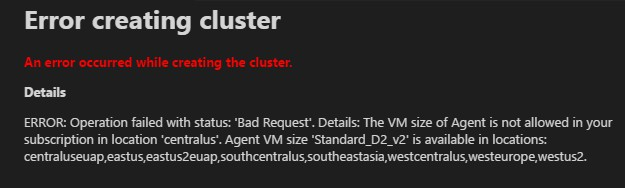 Error creating cluster
An error occurred while creating the cluster.
Details
ERROR: Operation failed with status: 'Bad Request'. Details: The VM size of Agent is not allowed in your
subscription in location 'centralus'. Agent VM size 'Standard_D2_v2' is available in locations:
centraluseuap,eastus,eastus2euap,southcentralus,southeastasia,westcentralus,westeurope,westus2.